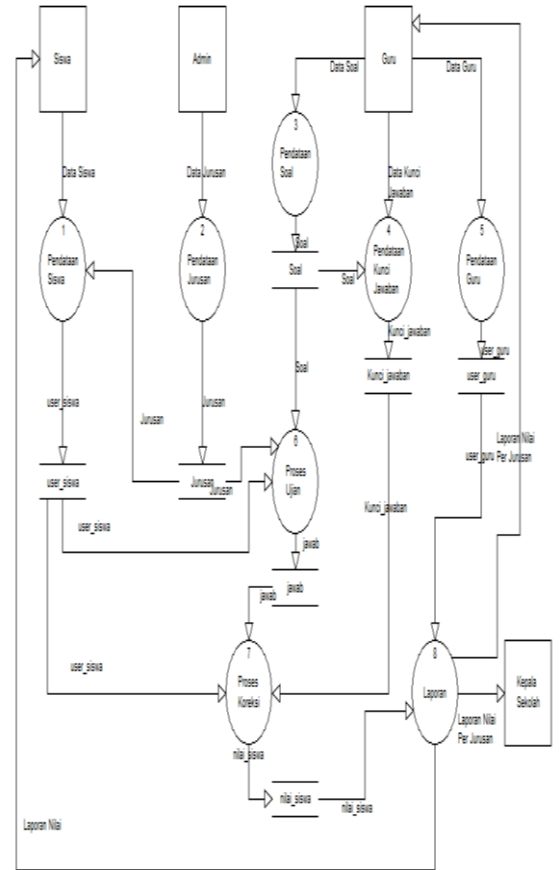 Siswa
Admin
Guru
Data Soal
Data Guru
3
Pendataan
Soal
Data Siswa
Data Jurusan
Data Kunci
Jawaban
1
Pendataan
Siswa
2
Pendataan
Jurusan
Soal
Soal
Soal
4
Pendataan
Kunci
Jawaban
5
Pendataan
Guru
Kunci_jawaban
user_guru
Kunci_jawaban
user_guru
Soal
user_siswa
Jurusan
Jurusan
6
Proses
Ujian
Laporan Nilai
Per Jurusan
user_guru
user_siswa
Jurusan
Jurusan
Kunci_jawaban
user_siswa
jawab
jawab
jawab
7
Proses
Koreksi
8
Laporan
Kepala
Sekolah
user_siswa
Laporan Nilai
Per Jurusan
nilai_siswa
nilai_siswa
nilai_siswa
Laporan Nilai